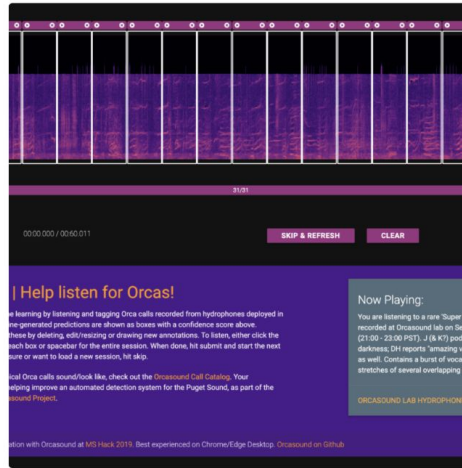 31/31
00:00.000 / 00:60.011
SKIP & REFRESH
CLEAR
| Help listen for Orcas!
e learning by listening and tagging Orca calls recorded from hydrophones deployed in
ne-generated predictions are shown as boxes with a confidence score above.
these by deleting, edit/resizing or drawing new annotations. To listen, either click the
each box or spacebar for the entire session. When done, hit submit and start the next
sure or want to load a new session, hit skip.
ical Orca calls sound/look like, check out the Orcasound Call Catalog. Your
helping improve an automated detection system for the Puget Sound, as part of the
asound Project.
ation with Orcasound at MS Hack 2019. Best experienced on Chrome/Edge Desktop. Orcasound on Github
Now Playing:
You are listening to a rare 'Super
recorded at Orcasound lab on Se
(21:00 - 23:00 PST). J (& K?) pod
darkness; DH reports "amazing v
as well. Contains a burst of voca
stretches of several overlapping
ORCASOUND LAB HYDROPHON